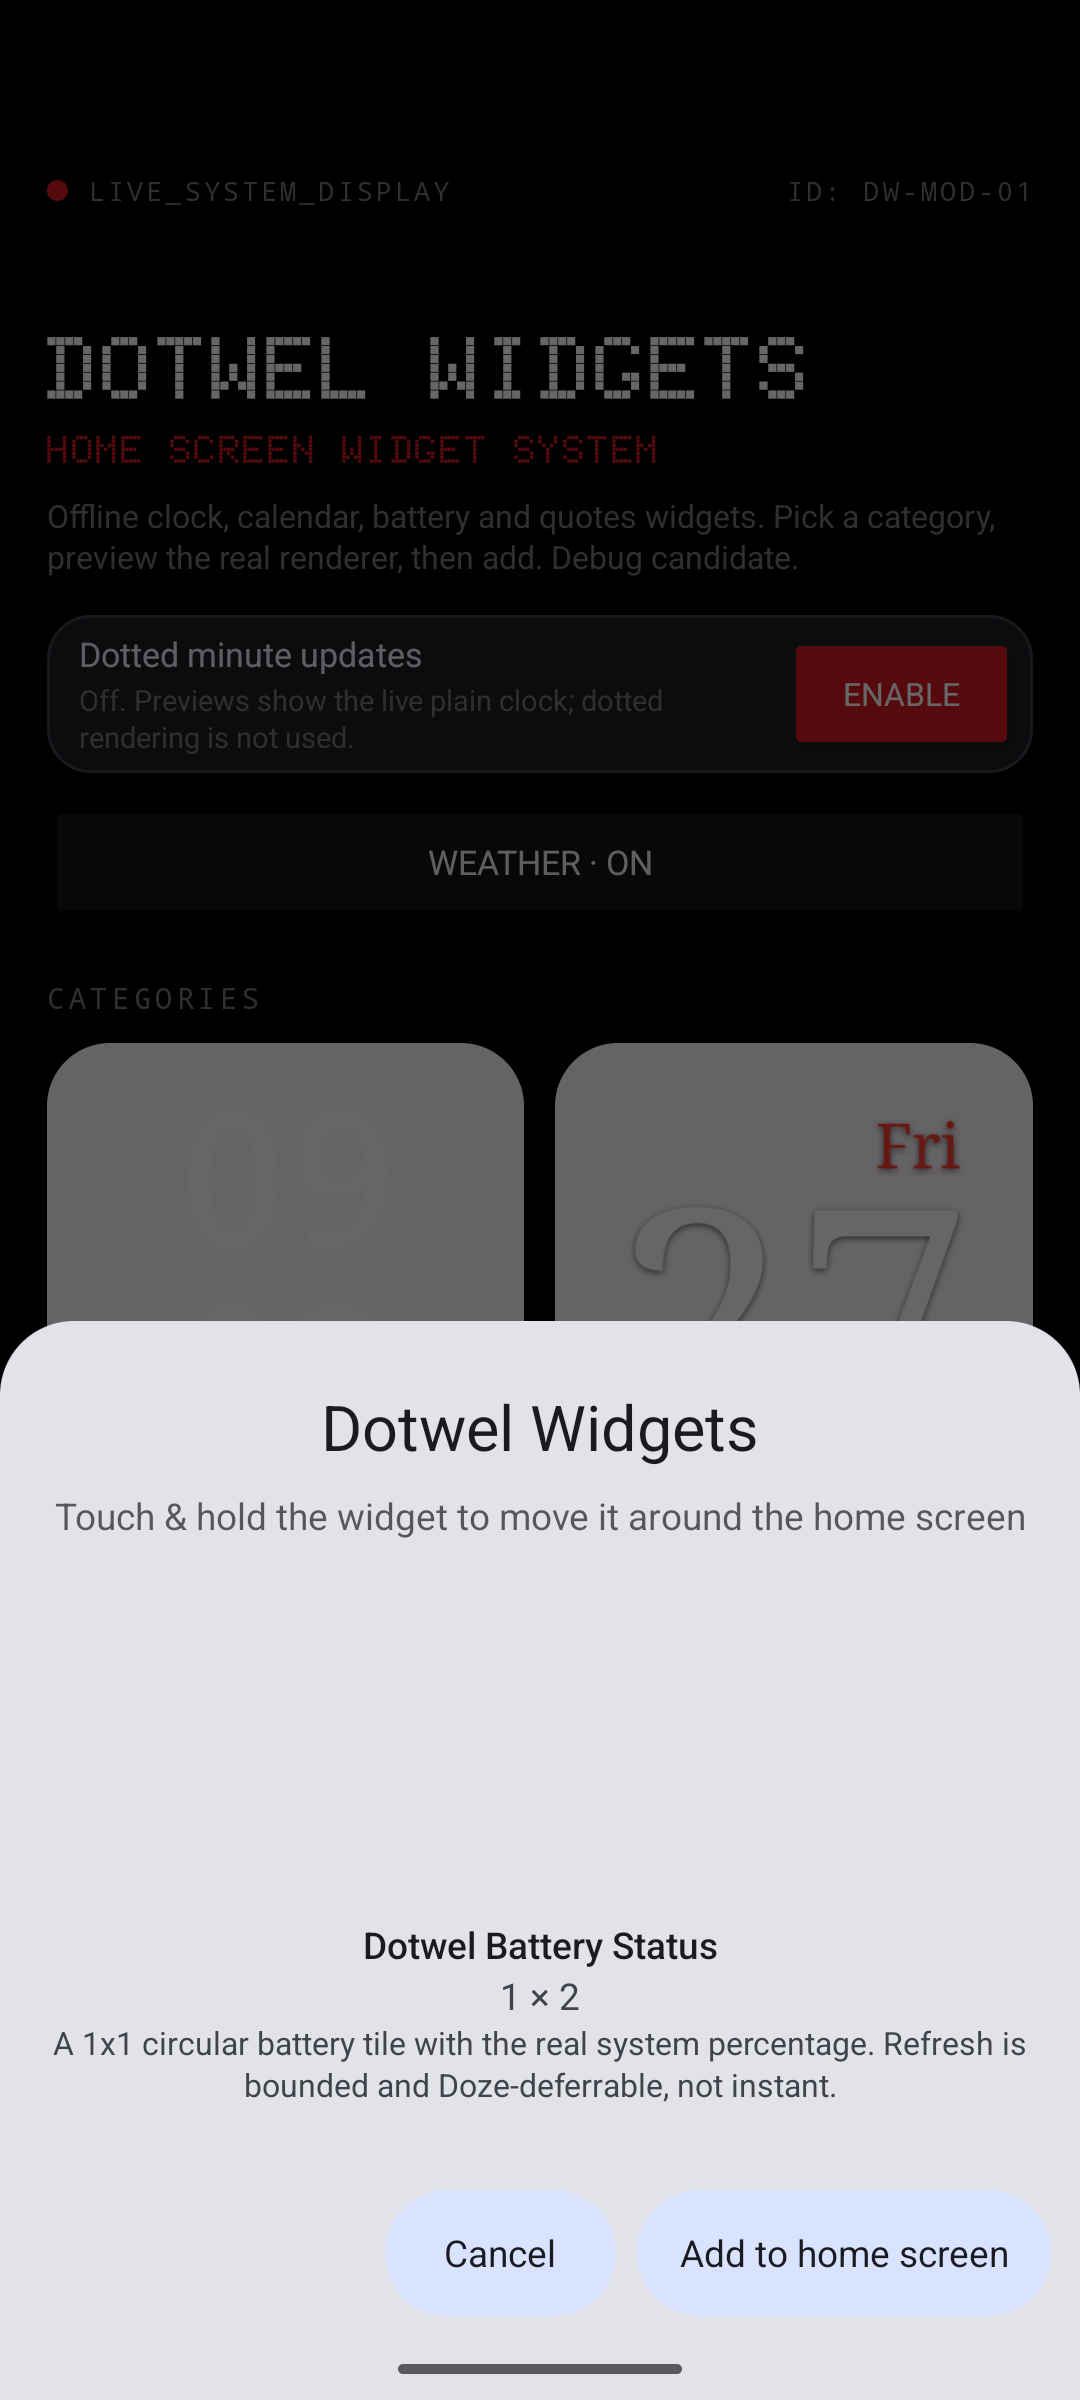 LIVE_SYSTEM_DISPLAY
ID: DW-MOD-01
DOTWEL WIDGETS
HOME SCREEN WIDGET SYSTEM
Offline clock, calendar, battery and quotes widgets. Pick a category,
preview the real renderer, then add. Debug candidate.
Dotted minute updates
Off. Previews show the live plain clock; dotted
rendering is not used.
ENABLE
WEATHER · ON
CATEGORIES
09
Fri
27
Dotwel Widgets
Touch & hold the widget to move it around the home screen
Dotwel Battery Status
1 × 2
A 1x1 circular battery tile with the real system percentage. Refresh is
bounded and Doze-deferrable, not instant.
Cancel
Add to home screen